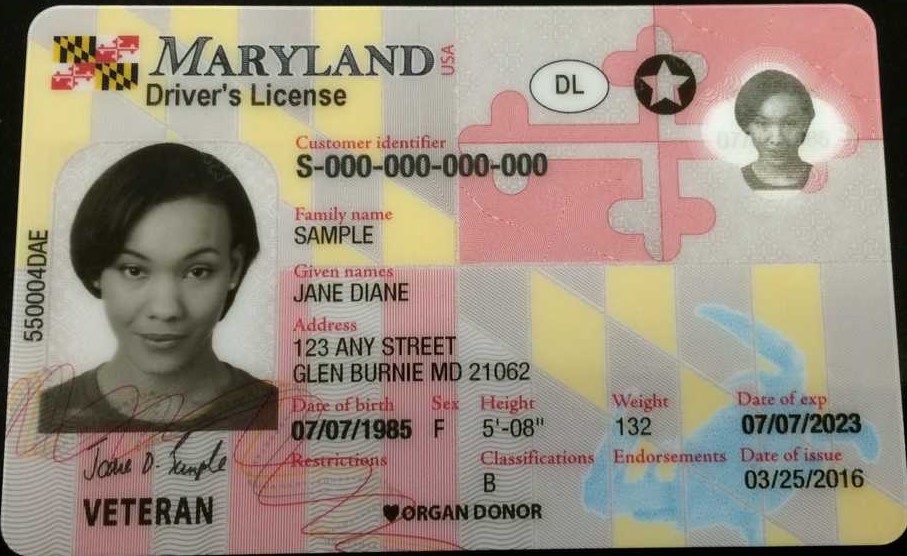 MARYLAND USA
Driver's License
DL
Customer identifier
S-000-000-000-000
Family name
SAMPLE
Given names
JANE DIANE
Address
123 ANY STREET
GLEN BURNIE MD 21062
Date of birth Sex Height Weight Date of exp
07/07/1985 F 5'-08" 132 07/07/2023
Restrictions Classifications Endorsements Date of issue
B 03/25/2016
550004DAE
VETERAN
ORGAN DONOR